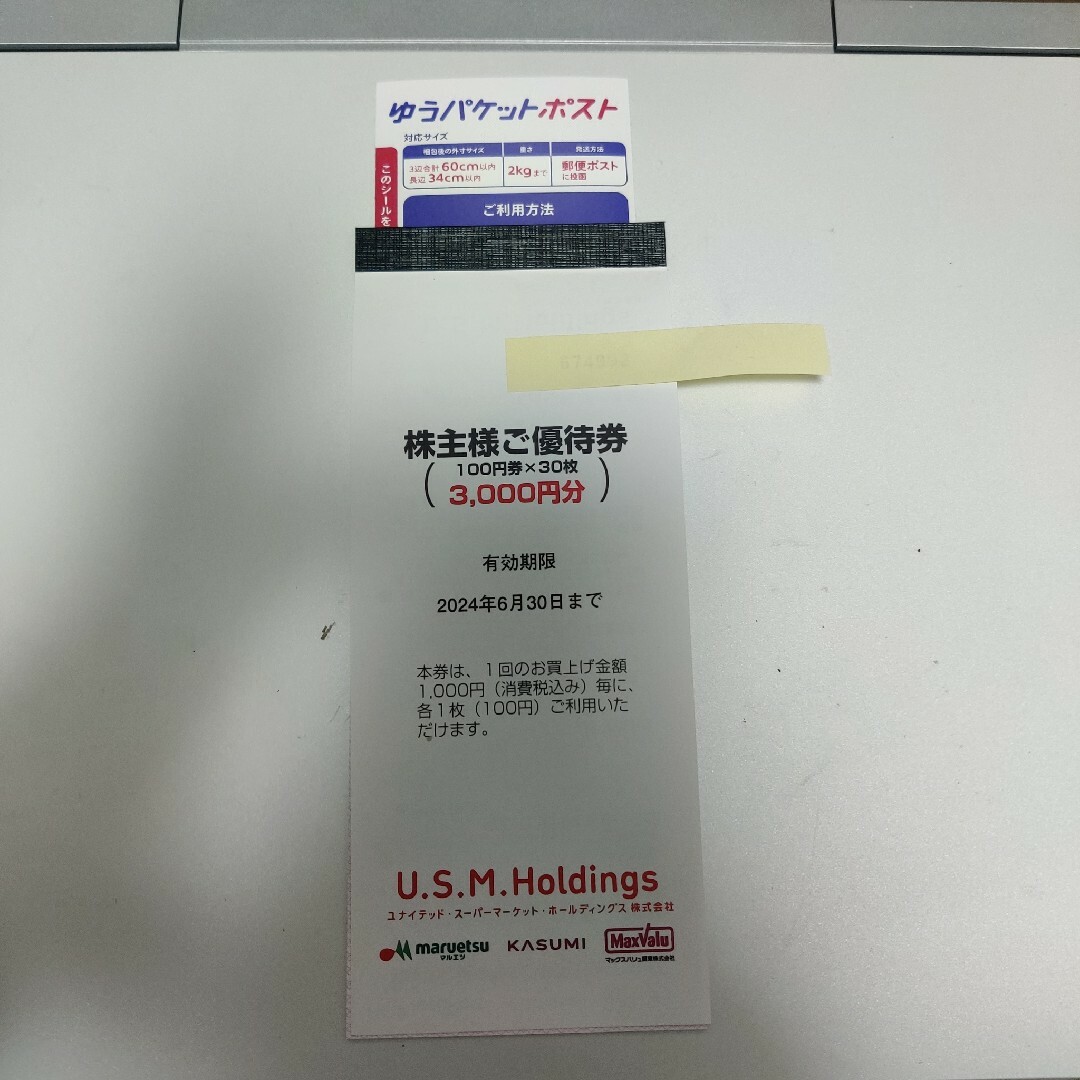 ゆうパケットポスト
対応サイズ
梱包後の外寸サイズ 重さ 発送方法
3辺合計60cm以内
長辺34cm以内
2kgまで
郵便ポスト
に投函
このシールを
ご利用方法
株主様ご優待券
(100円券×30枚
3,000円分)
有効期限
2024年6月30日まで
本券は、1回のお買上げ金額
1,000円(消費税込み)毎に、
各1枚(100円)ご利用いた
だけます。
U.S.M.Holdings
ユナイテッド・スーパーマーケット・ホールディングス 株式会社
maruetsu
マルエツ
KASUMI
MaxValu
マックスバリュ関東株式会社